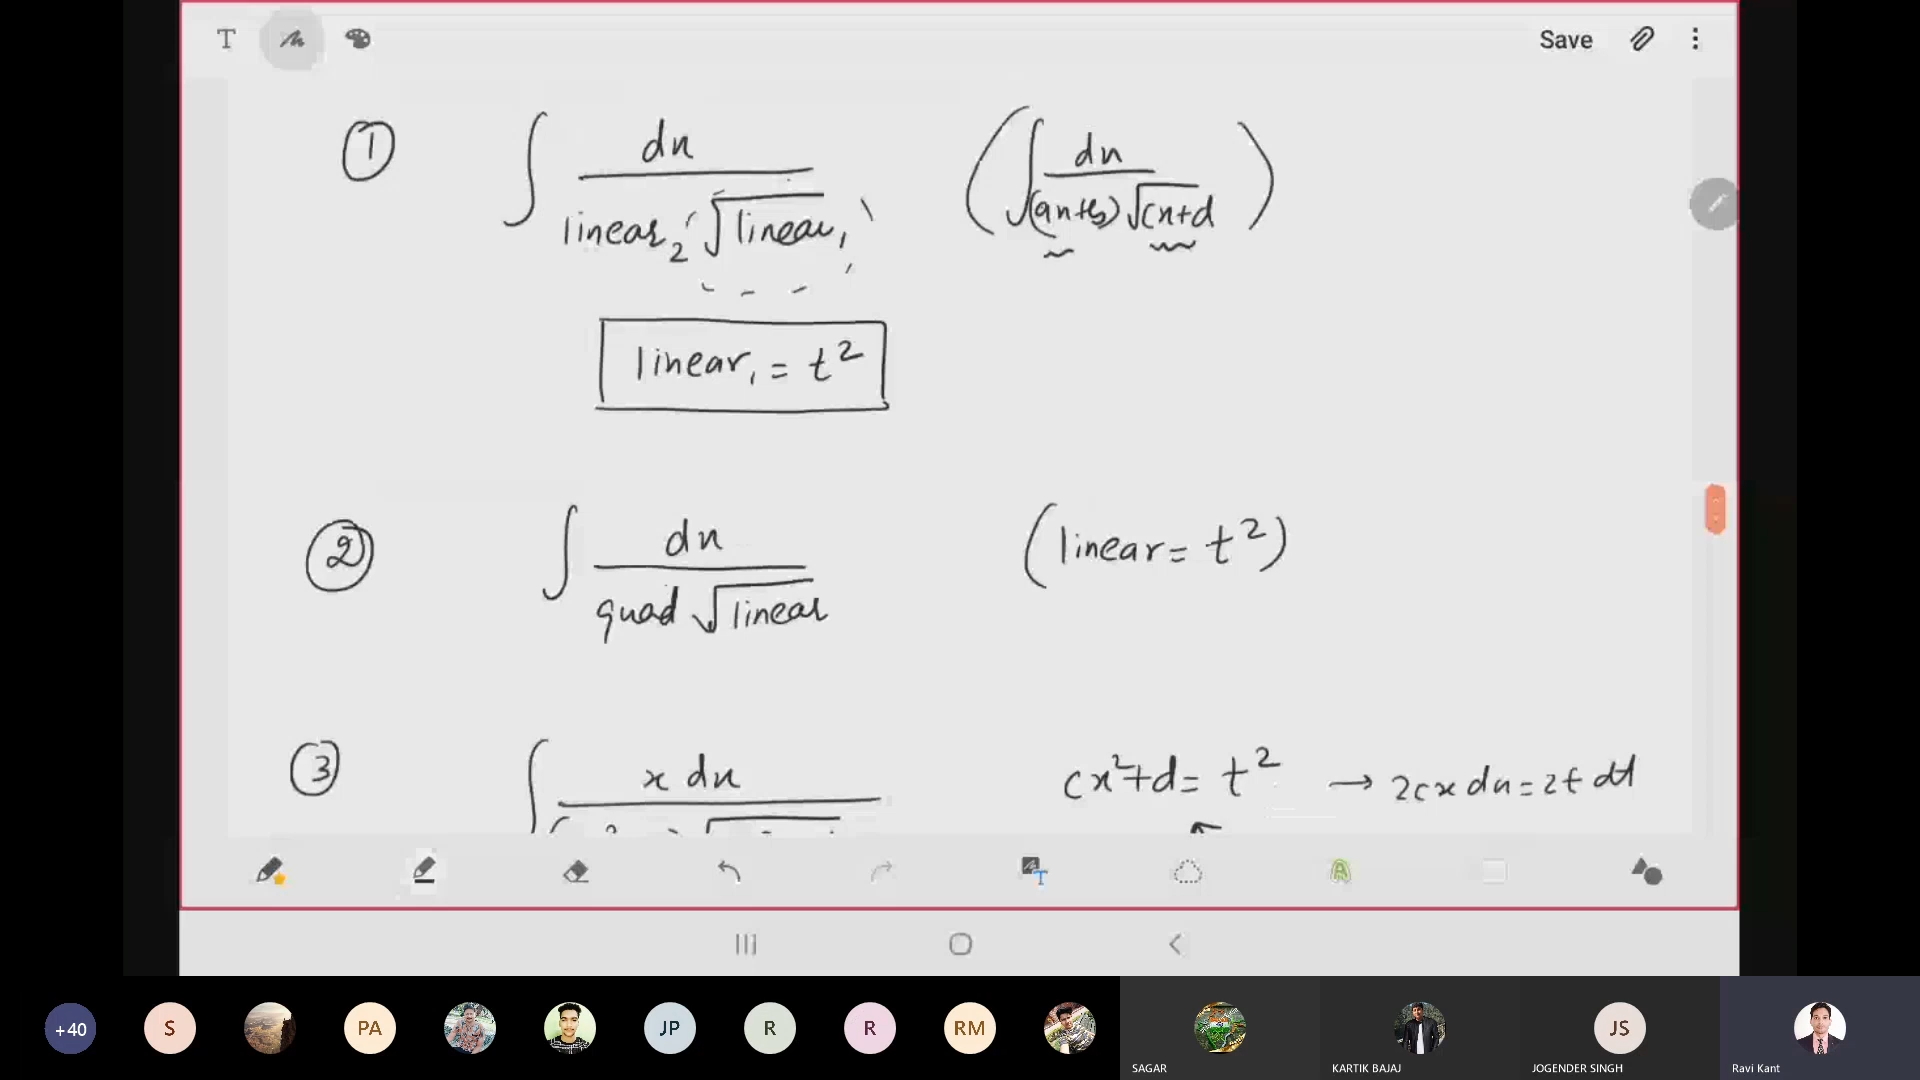 T Save
① ∫ dx / linear₂ √linear₁ (∫ dx / (ax+b) √cx+d)
linear₁ = t²
② ∫ dx / quad √linear (linear = t²)
③ ∫ x dx cx²+d = t² → 2cx dx = 2t dt
T
A
+40 S PA JP R R RM JS
SAGAR KARTIK BAJAJ JOGENDER SINGH Ravi Kant